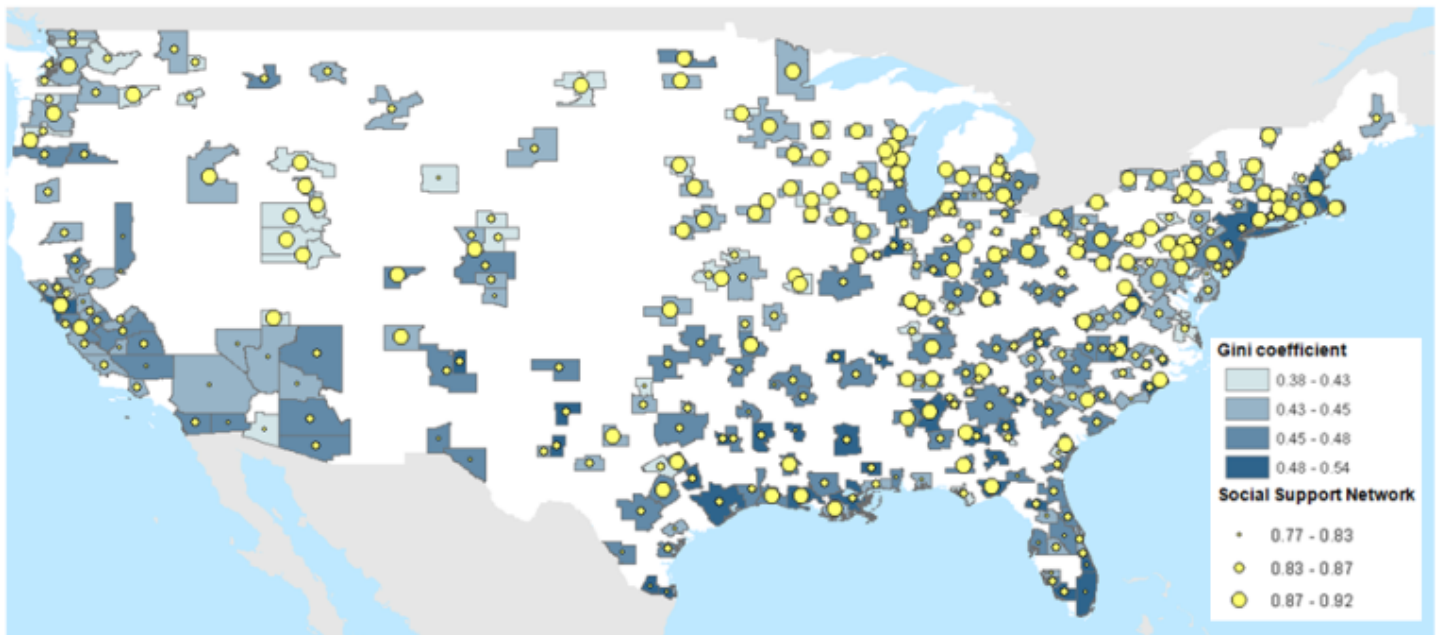 Gini coefficient
0.38 - 0.43
0.43 - 0.45
0.45 - 0.48
0.48 - 0.54
Social Support Network
0.77 - 0.83
0.83 - 0.87
0.87 - 0.92